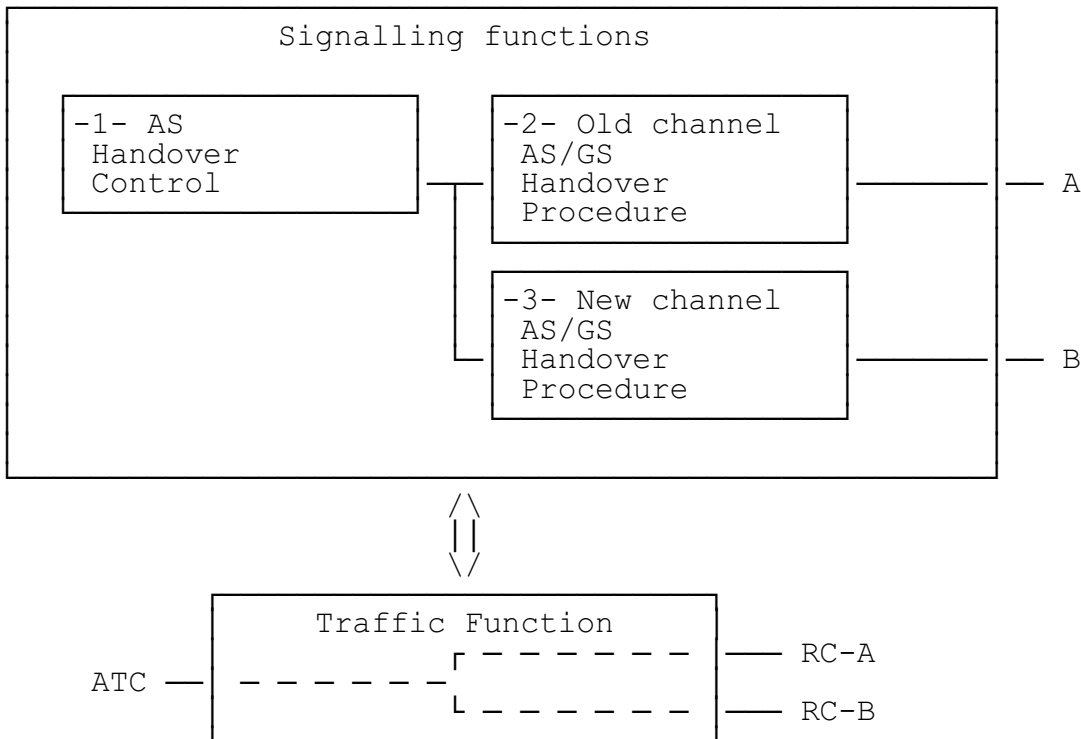 Signalling functions
-1- AS
Handover
Control
-2- Old channel
AS/GS
Handover
Procedure
A
-3- New channel
AS/GS
Handover
Procedure
B
Traffic Function
RC-A
ATC
RC-B